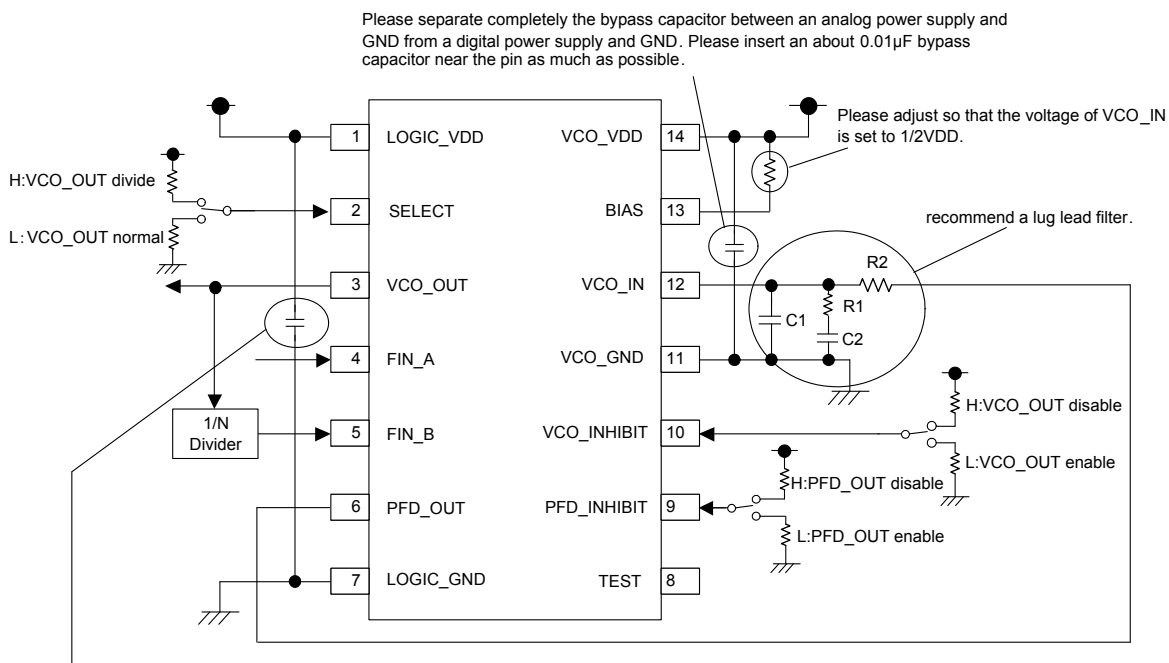 Please separate completely the bypass capacitor between an analog power supply and
GND from a digital power supply and GND. Please insert an about 0.01μF bypass
capacitor near the pin as much as possible.
Please adjust so that the voltage of VCO_IN
is set to 1/2VDD.
1 LOGIC_VDD VCO_VDD 14
H:VCO_OUT divide
2 SELECT BIAS 13
recommend a lug lead filter.
L:VCO_OUT normal
R2
3 VCO_OUT VCO_IN 12
R1
C1
C2
4 FIN_A VCO_GND 11
H:VCO_OUT disable
1/N
Divider
5 FIN_B VCO_INHIBIT 10
L:VCO_OUT enable
H:PFD_OUT disable
6 PFD_OUT PFD_INHIBIT 9
L:PFD_OUT enable
7 LOGIC_GND TEST 8